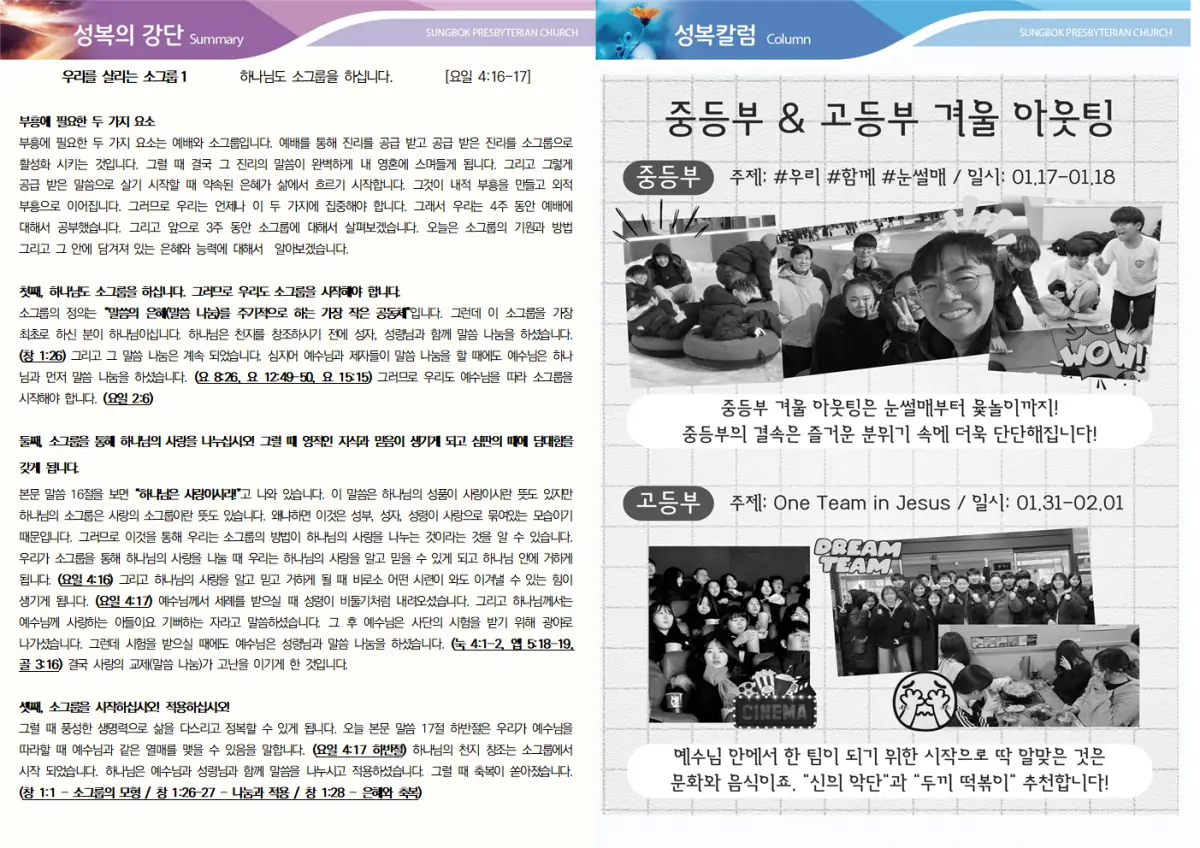 성복의 강단 Summary
SUNGBOK PRESBYTERIAN CHURCH
우리를 살리는 소그룹 1 하나님도 소그룹을 하십니다. [요일 4:16-17]
부흥에 필요한 두 가지 요소
부흥에 필요한 두 가지 요소는 예배와 소그룹입니다. 예배를 통해 진리를 공급 받고 공급 받은 진리를 소그룹으로
활성화 시키는 것입니다. 그럴 때 결국 그 진리의 말씀이 완벽하게 내 영혼에 스며들게 됩니다. 그리고 그렇게
공급 받은 말씀으로 살기 시작할 때 약속된 은혜가 삶에서 흐르기 시작합니다. 그것이 내적 부흥을 만들고 외적
부흥으로 이어집니다. 그러므로 우리는 언제나 이 두 가지에 집중해야 합니다. 그래서 우리는 4주 동안 예배에
대해서 공부했습니다. 그리고 앞으로 3주 동안 소그룹에 대해서 살펴보겠습니다. 오늘은 소그룹의 기원과 방법
그리고 그 안에 담겨져 있는 은혜와 능력에 대해서 알아보겠습니다.
첫째, 하나님도 소그룹을 하십니다. 그러므로 우리도 소그룹을 시작해야 합니다.
소그룹의 정의는 "말씀의 은혜(말씀 나눔)를 주기적으로 하는 가장 작은 공동체"입니다. 그런데 이 소그룹을 가장
최초로 하신 분이 하나님이십니다. 하나님은 천지를 창조하시기 전에 성자, 성령님과 함께 말씀 나눔을 하셨습니다.
(창 1:26) 그리고 그 말씀 나눔은 계속 되었습니다. 심지어 예수님과 제자들이 말씀 나눔을 할 때에도 예수님은 하나
님과 먼저 말씀 나눔을 하셨습니다. (요 8:26, 요 12:49-50, 요 15:15) 그러므로 우리도 예수님을 따라 소그룹을
시작해야 합니다. (요일 2:6)
둘째, 소그룹을 통해 하나님의 사랑을 나누십시오! 그럴 때 영적인 지식과 믿음이 생기게 되고 심판의 때에 담대함을
갖게 됩니다.
본문 말씀 16절을 보면 "하나님은 사랑이시라!"고 나와 있습니다. 이 말씀은 하나님의 성품이 사랑이시란 뜻도 있지만
하나님의 소그룹은 사랑의 소그룹이란 뜻도 있습니다. 왜냐하면 이것은 성부, 성자, 성령이 사랑으로 묶여있는 모습이기
때문입니다. 그러므로 이것을 통해 우리는 소그룹의 방법이 하나님의 사랑을 나누는 것이라는 것을 알 수 있습니다.
우리가 소그룹을 통해 하나님의 사랑을 나눌 때 우리는 하나님의 사랑을 알고 믿을 수 있게 되고 하나님 안에 거하게
됩니다. (요일 4:16) 그리고 하나님의 사랑을 알고 믿고 거하게 될 때 비로소 어떤 시련이 와도 이겨낼 수 있는 힘이
생기게 됩니다. (요일 4:17) 예수님께서 세례를 받으실 때 성령이 비둘기처럼 내려오셨습니다. 그리고 하나님께서는
예수님께 사랑하는 아들이요 기뻐하는 자라고 말씀하셨습니다. 그 후 예수님은 사단의 시험을 받기 위해 광야로
나가셨습니다. 그런데 시험을 받으실 때에도 예수님은 성령님과 말씀 나눔을 하셨습니다. (눅 4:1-2, 엡 5:18-19,
골 3:16) 결국 사랑의 교제(말씀 나눔)가 고난을 이기게 한 것입니다.
셋째, 소그룹을 시작하십시오! 적용하십시오!
그럴 때 풍성한 생명력으로 삶을 다스리고 정복할 수 있게 됩니다. 오늘 본문 말씀 17절 하반절은 우리가 예수님을
따라할 때 예수님과 같은 열매를 맺을 수 있음을 말합니다. (요일 4:17 하반절) 하나님의 천지 창조는 소그룹에서
시작 되었습니다. 하나님은 예수님과 성령님과 함께 말씀을 나누시고 적용하셨습니다. 그럴 때 축복이 쏟아졌습니다.
(창 1:1 - 소그룹의 모형 / 창 1:26-27 - 나눔과 적용 / 창 1:28 - 은혜와 축복)
성복칼럼 Column
SUNGBOK PRESBYTERIAN CHURCH
중등부 & 고등부 겨울 아웃팅
중등부 주제: #우리 #함께 #눈썰매 / 일시: 01.17-01.18
WOW!
중등부 겨울 아웃팅은 눈썰매부터 윷놀이까지!
중등부의 결속은 즐거운 분위기 속에 더욱 단단해집니다!
고등부 주제: One Team in Jesus / 일시: 01.31-02.01
DREAM
TEAM
CINEMA
예수님 안에서 한 팀이 되기 위한 시작으로 딱 알맞은 것은
문화와 음식이죠. "신의 악단"과 "두끼 떡볶이" 추천합니다!